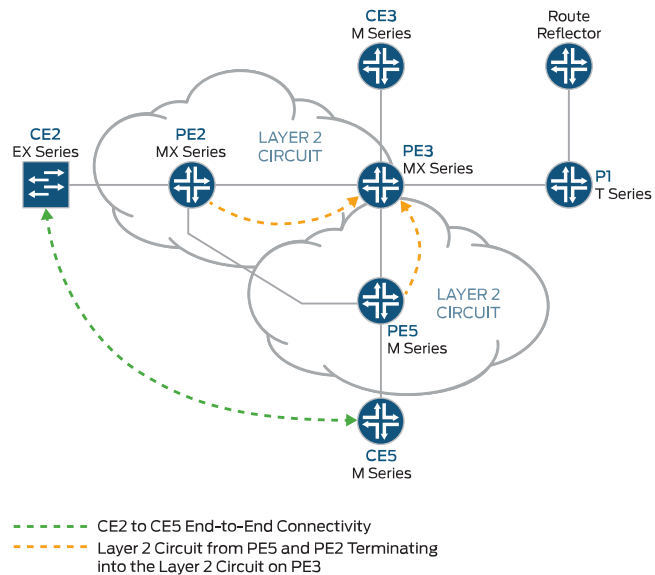 CE3
M Series
Route
Reflector
CE2
EX Series
PE2
MX Series
LAYER 2
CIRCUIT
PE3
MX Series
P1
T Series
LAYER 2
CIRCUIT
PE5
M Series
CE5
M Series
CE2 to CE5 End-to-End Connectivity
Layer 2 Circuit from PE5 and PE2 Terminating
into the Layer 2 Circuit on PE3